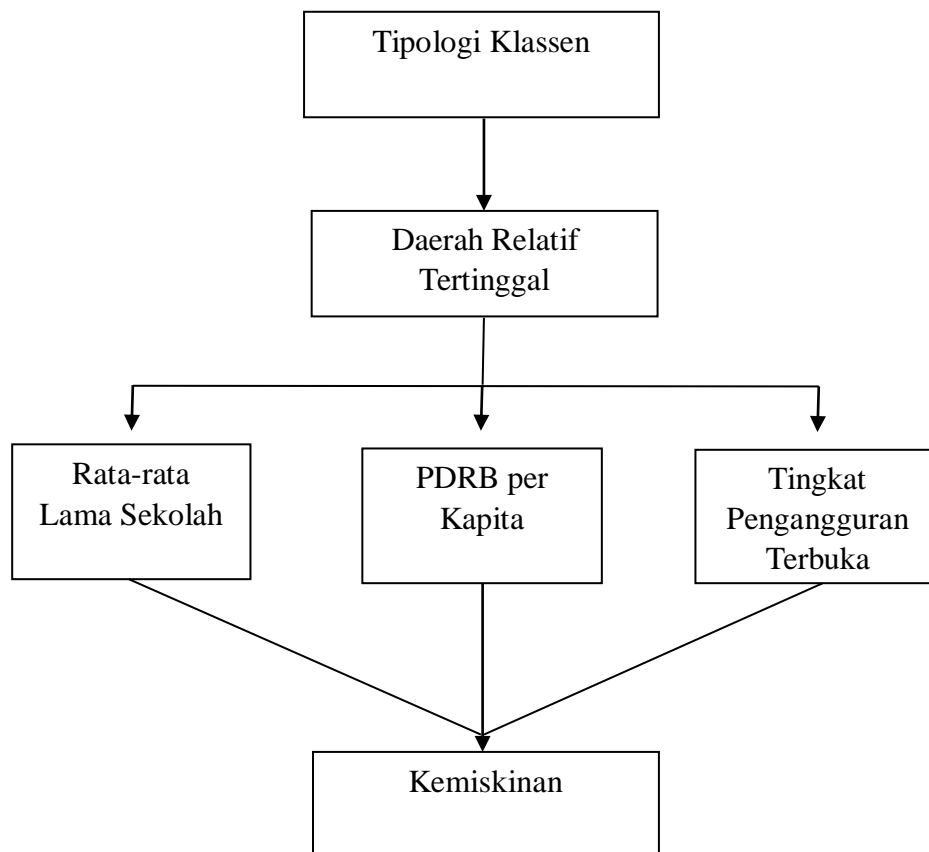 Tipologi Klassen
Daerah Relatif
Tertinggal
Rata-rata
Lama Sekolah
PDRB per
Kapita
Tingkat
Pengangguran
Terbuka
Kemiskinan